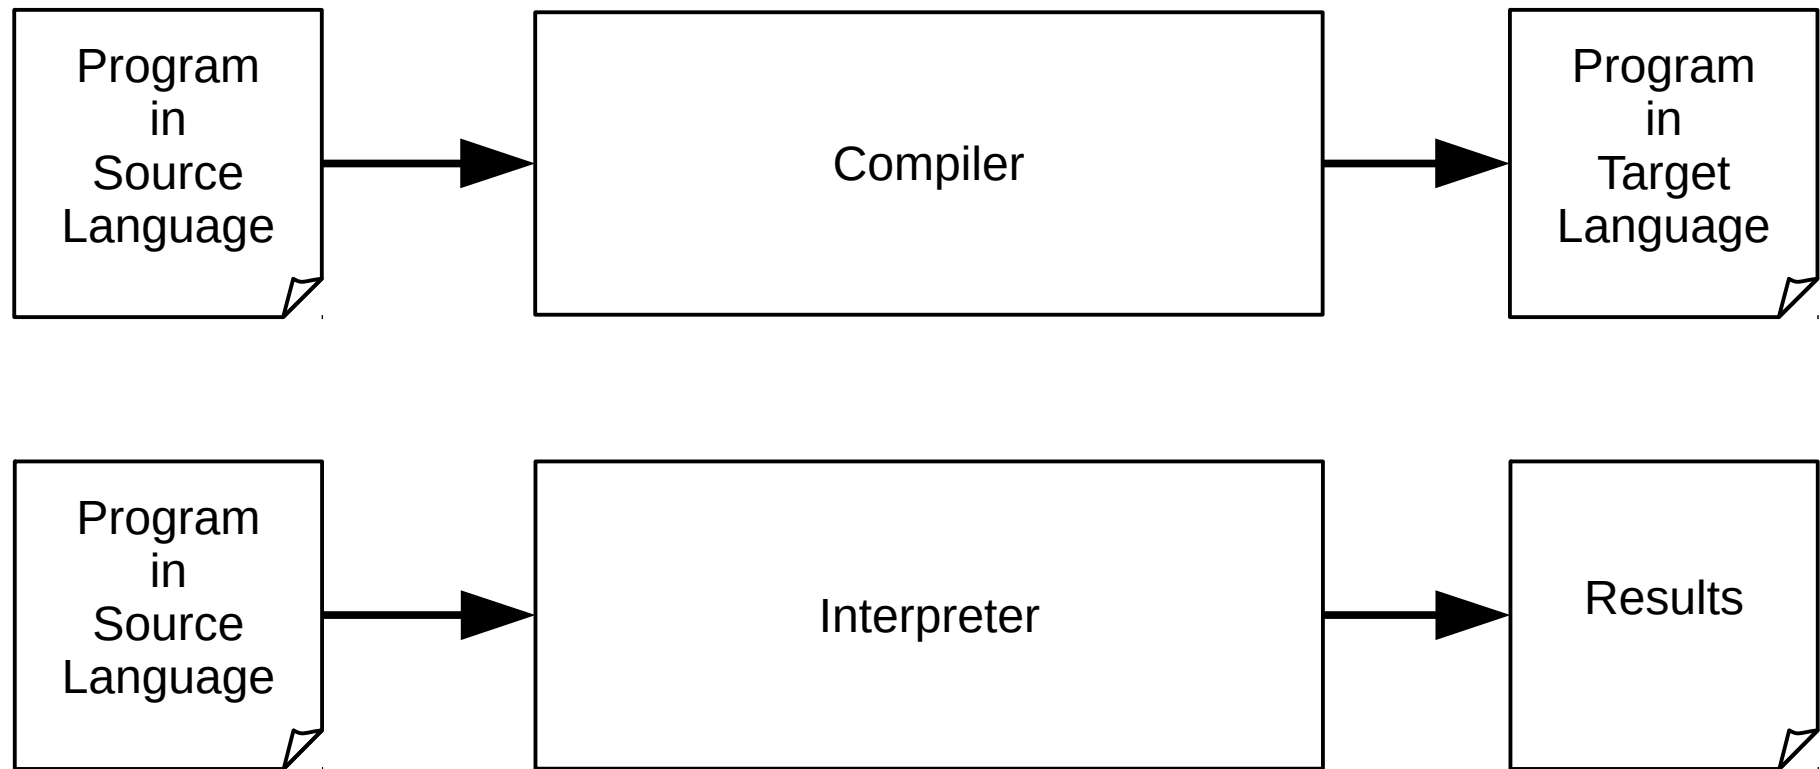 Program
in
Source
Language
Compiler
Program
in
Target
Language
Program
in
Source
Language
Interpreter
Results